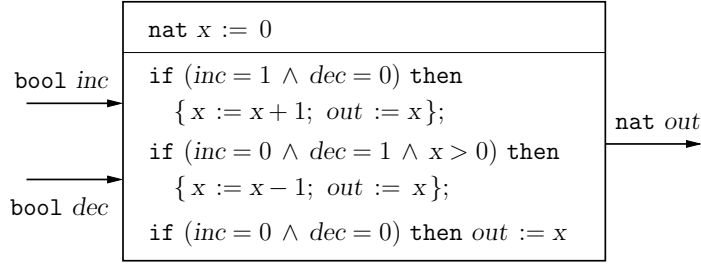 nat x := 0
bool inc
if (inc = 1 ∧ dec = 0) then
{ x := x + 1; out := x };
nat out
if (inc = 0 ∧ dec = 1 ∧ x > 0) then
{ x := x − 1; out := x };
bool dec
if (inc = 0 ∧ dec = 0) then out := x